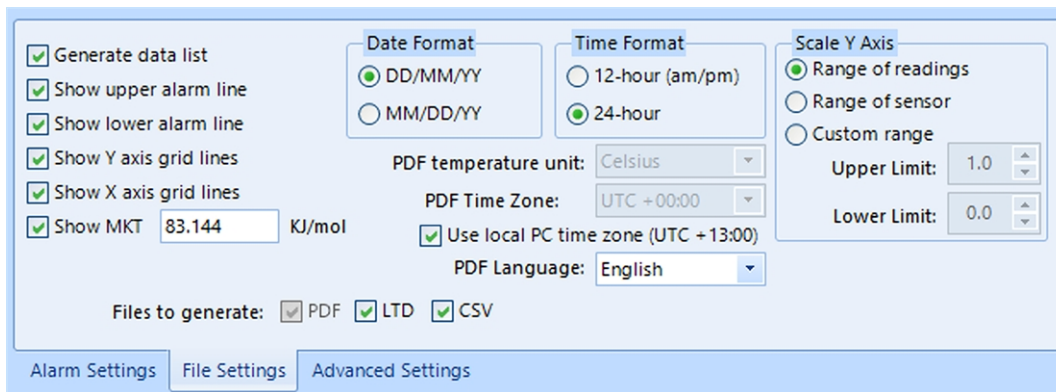 Generate data list
Show upper alarm line
Show lower alarm line
Show Y axis grid lines
Show X axis grid lines
Show MKT 83.144 KJ/mol
Date Format
DD/MM/YY
MM/DD/YY
Time Format
12-hour (am/pm)
24-hour
PDF temperature unit: Celsius
PDF Time Zone: UTC +00:00
Use local PC time zone (UTC +13:00)
PDF Language: English
Scale Y Axis
Range of readings
Range of sensor
Custom range
Upper Limit: 1.0
Lower Limit: 0.0
Files to generate: PDF LTD CSV
Alarm Settings File Settings Advanced Settings